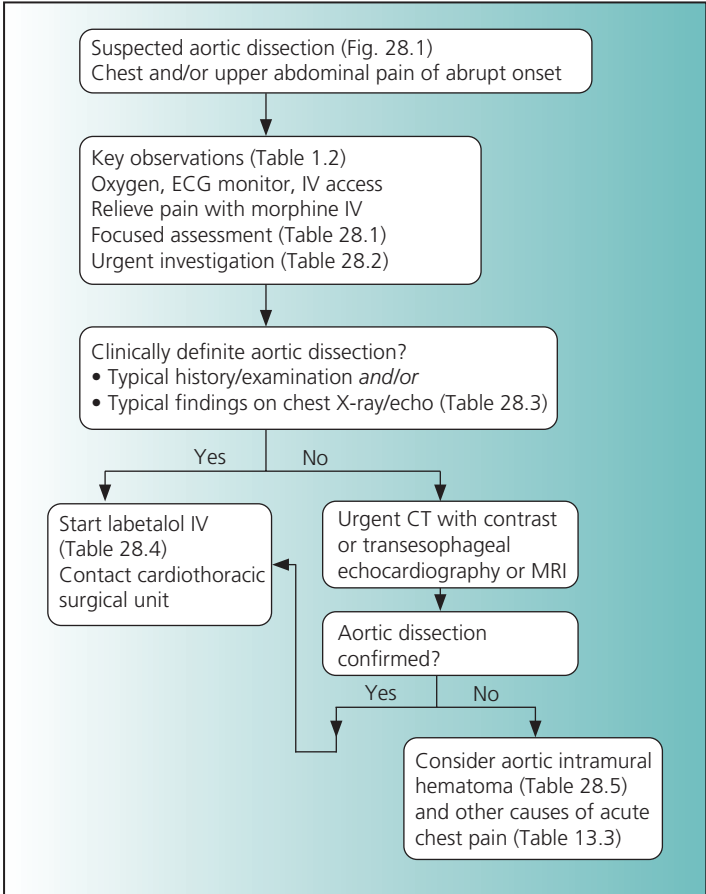 Suspected aortic dissection (Fig. 28.1)
Chest and/or upper abdominal pain of abrupt onset
Key observations (Table 1.2)
Oxygen, ECG monitor, IV access
Relieve pain with morphine IV
Focused assessment (Table 28.1)
Urgent investigation (Table 28.2)
Clinically definite aortic dissection?
• Typical history/examination and/or
• Typical findings on chest X-ray/echo (Table 28.3)
Yes
No
Start labetalol IV
(Table 28.4)
Contact cardiothoracic
surgical unit
Urgent CT with contrast
or transesophageal
echocardiography or MRI
Aortic dissection
confirmed?
Yes
No
Consider aortic intramural
hematoma (Table 28.5)
and other causes of acute
chest pain (Table 13.3)